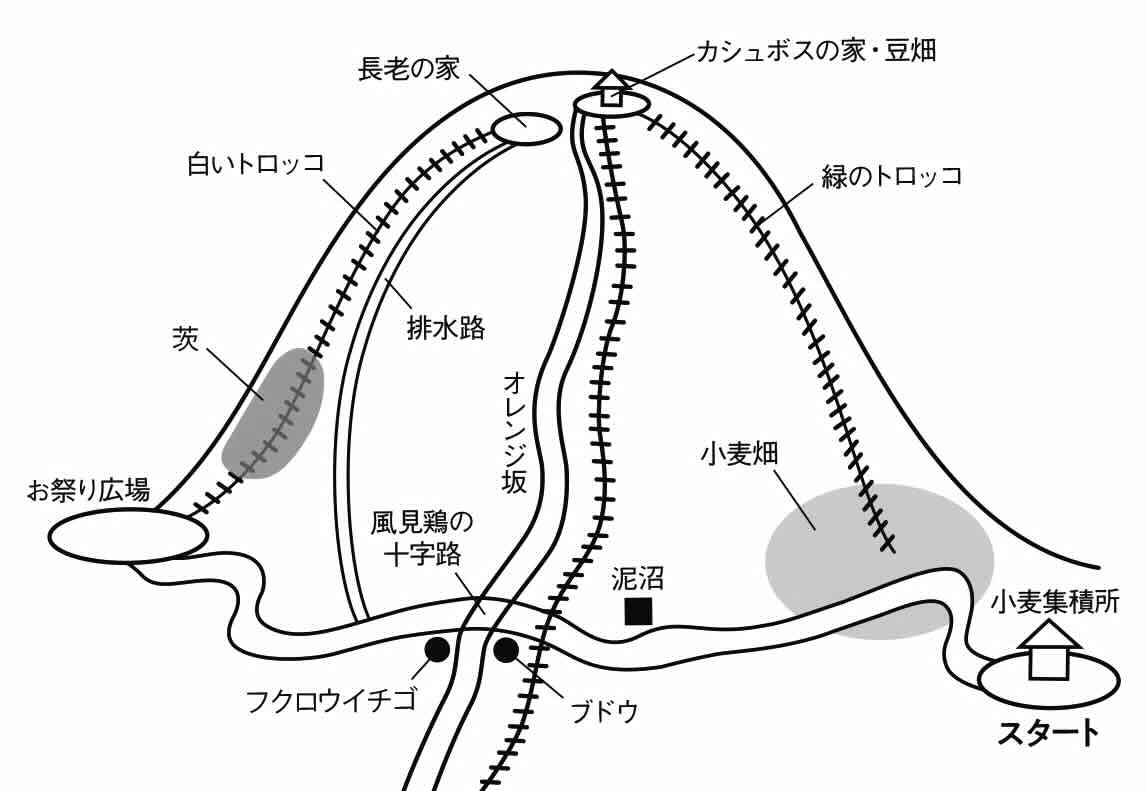 カシュボスの家・豆畑
長老の家
白いトロッコ
緑のトロッコ
排水路
茨
オレンジ坂
小麦畑
お祭り広場
風見鶏の
十字路
泥沼
小麦集積所
フクロウイチゴ
ブドウ
スタート